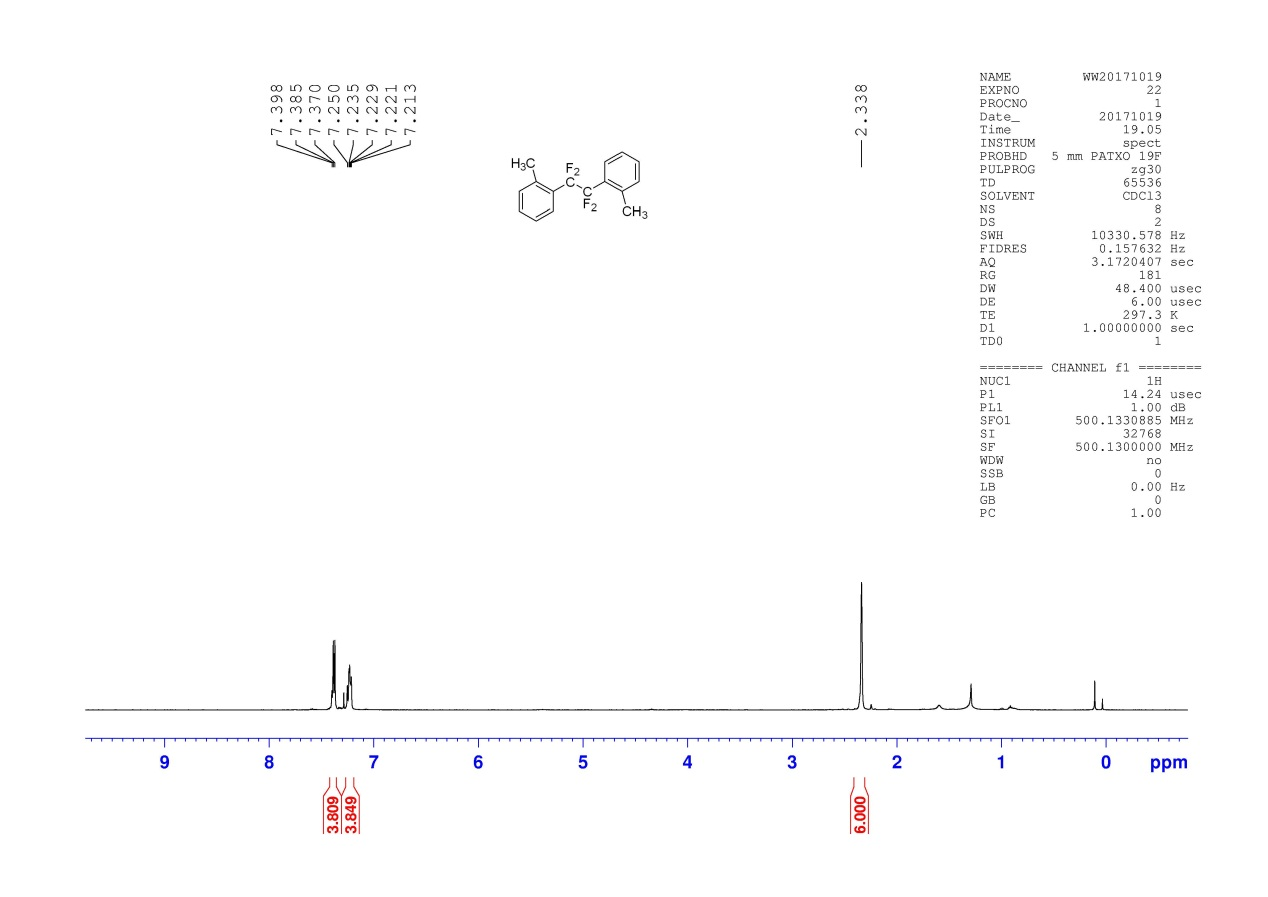 7.398
7.385
7.370
7.250
7.235
7.229
7.221
7.213
2.338
H3C
F2
F2
CH3
NAME WW20171019
EXPNO 22
PROCNO 1
Date_ 20171019
Time 19.05
INSTRUM spect
PROBHD 5 mm PATXO 19F
PULPROG zg30
TD 65536
SOLVENT CDCl3
NS 8
DS 2
SWH 10330.578 Hz
FIDRES 0.157632 Hz
AQ 3.1720407 sec
RG 181
DW 48.400 usec
DE 6.00 usec
TE 297.3 K
D1 1.00000000 sec
TD0 1
======== CHANNEL f1 ========
NUC1 1H
P1 14.24 usec
PL1 1.00 dB
SFO1 500.1330885 MHz
SI 32768
SF 500.1300000 MHz
WDW no
SSB 0
LB 0.00 Hz
GB 0
PC 1.00
9 8 7 6 5 4 3 2 1 0 ppm
3.809
3.849
6.000